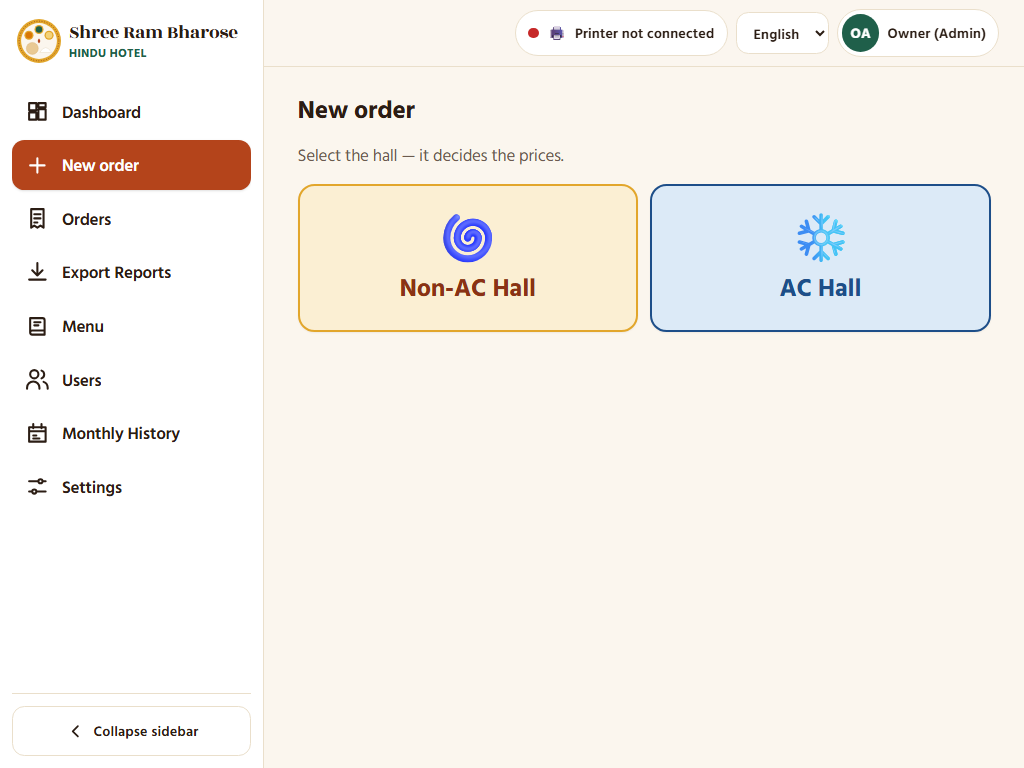 Shree Ram Bharose
HINDU HOTEL
Dashboard
New order
Orders
Export Reports
Menu
Users
Monthly History
Settings
Collapse sidebar
Printer not connected
English
OA
Owner (Admin)
New order
Select the hall — it decides the prices.
Non-AC Hall
AC Hall